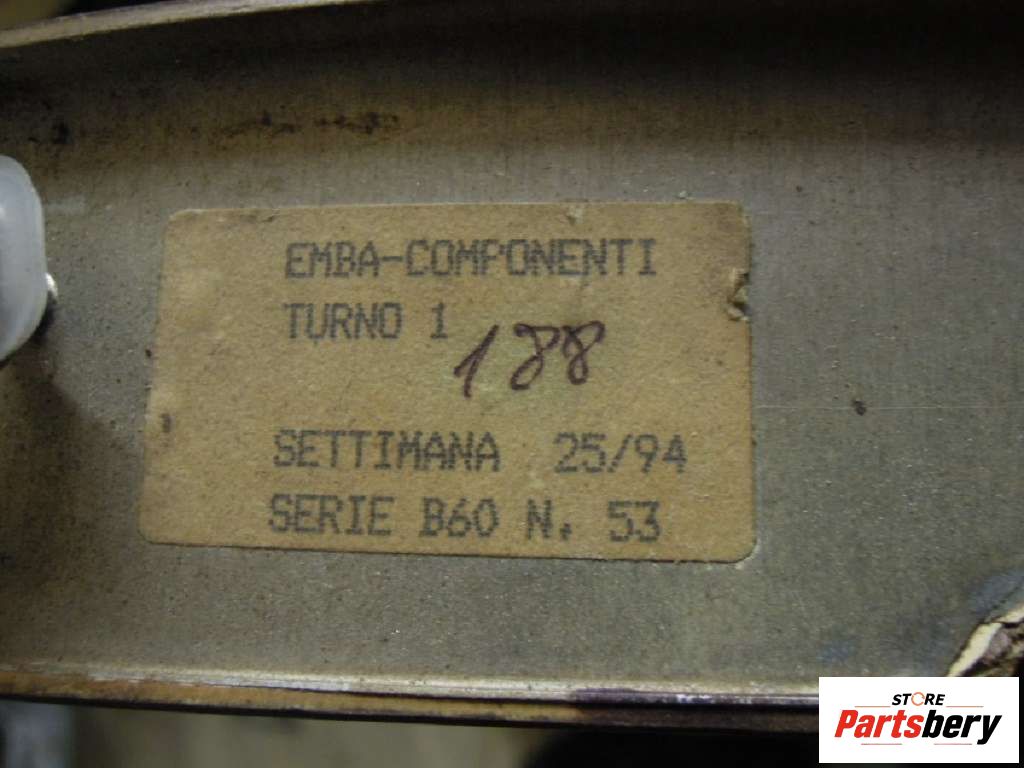 EMBA-COMPONENTI
TURNO 1
188
SETTIMANA 25/94
SERIE B60 N. 53
STORE
Partsbery